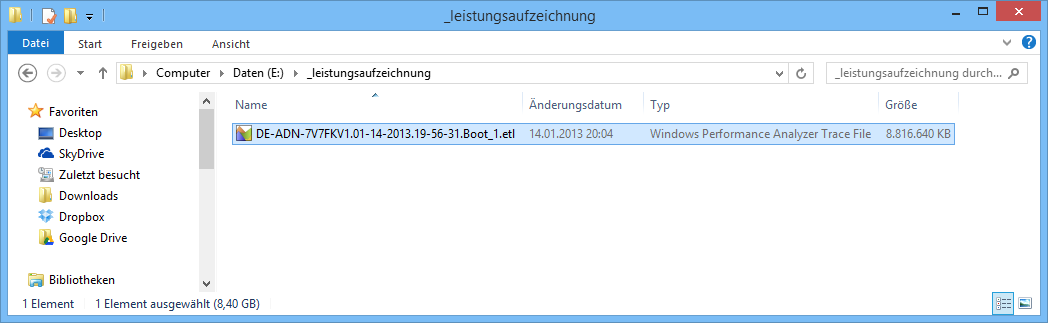 _leistungsaufzeichnung
Datei Start Freigeben Ansicht
Computer Daten (E:) _leistungsaufzeichnung _leistungsaufzeichnung durch...
Name Änderungsdatum Typ Größe
Favoriten
Desktop DE-ADN-7V7FKV1.01-14-2013.19-56-31.Boot_1.etl 14.01.2013 20:04 Windows Performance Analyzer Trace File 8.816.640 KB
SkyDrive
Zuletzt besucht
Downloads
Dropbox
Google Drive
Bibliotheken
1 Element 1 Element ausgewählt (8,40 GB)